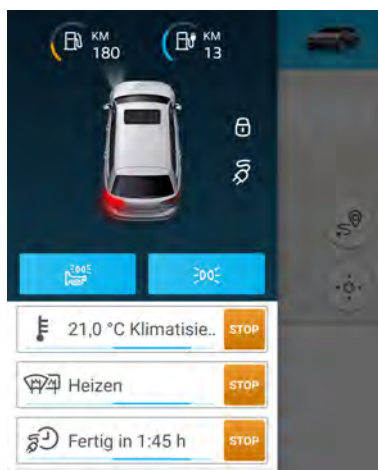 KM KM
180 13
21,0 °C Klimatisie.. STOP
Heizen STOP
Fertig in 1:45 h STOP